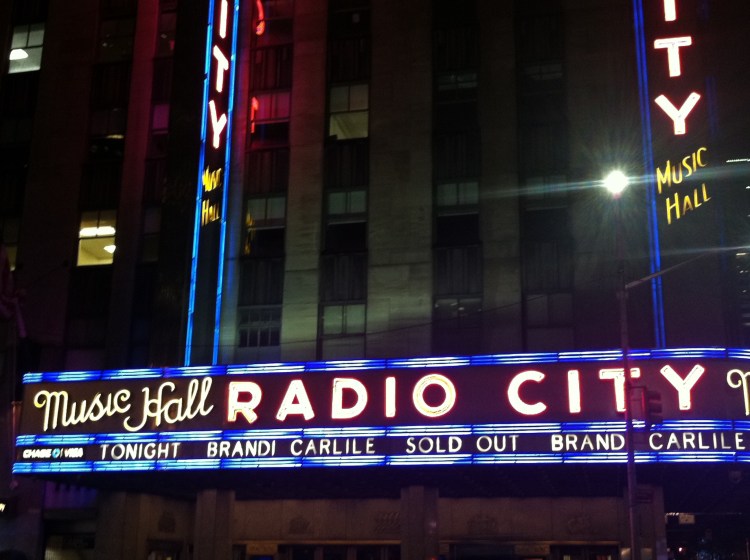 CITY
MUSIC
HALL
ITY
MUSIC
HALL
Music Hall RADIO CITY M
CHASE VISA TONIGHT BRANDI CARLILE SOLD OUT BRANDI CARLILE